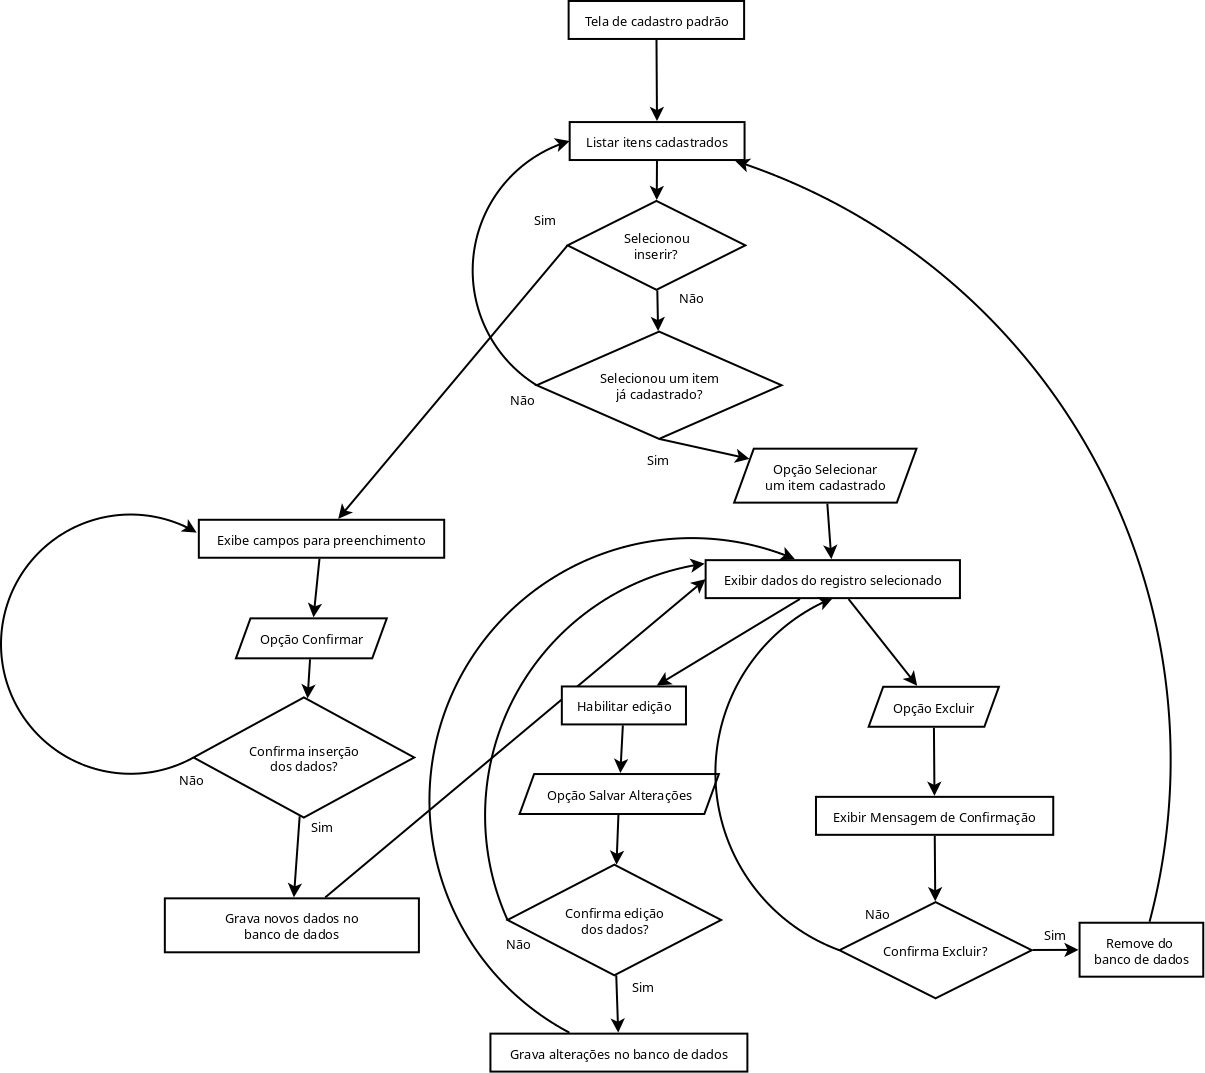 Tela de cadastro padrão
Listar itens cadastrados
Sim
Selecionou
inserir?
Não
Selecionou um item
já cadastrado?
Não
Sim
Opção Selecionar
um item cadastrado
Exibe campos para preenchimento
Exibir dados do registro selecionado
Opção Confirmar
Habilitar edição
Opção Excluir
Confirma inserção
dos dados?
Não
Sim
Opção Salvar Alterações
Exibir Mensagem de Confirmação
Grava novos dados no
banco de dados
Confirma edição
dos dados?
Não
Sim
Não
Confirma Excluir?
Sim
Remove do
banco de dados
Grava alterações no banco de dados